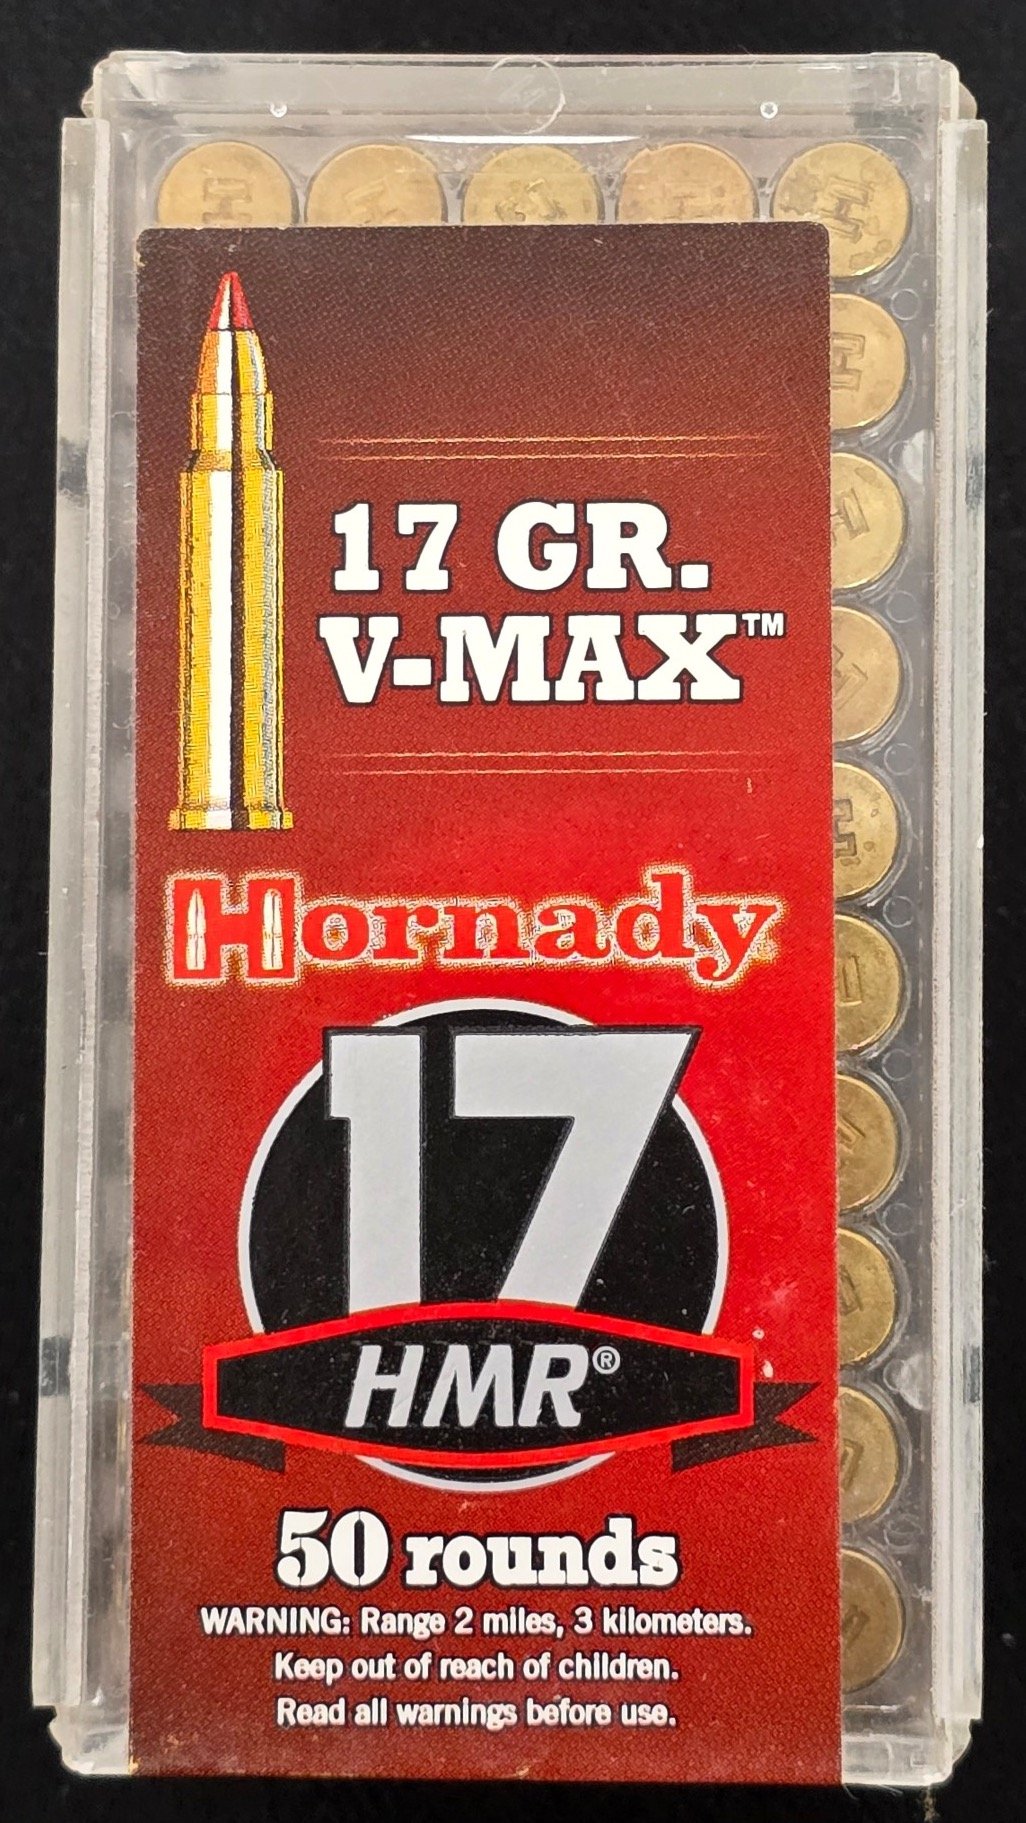 17 GR.
V-MAX™
Hornady
17
HMR®
50 rounds
WARNING: Range 2 miles, 3 kilometers.
Keep out of reach of children.
Read all warnings before use.